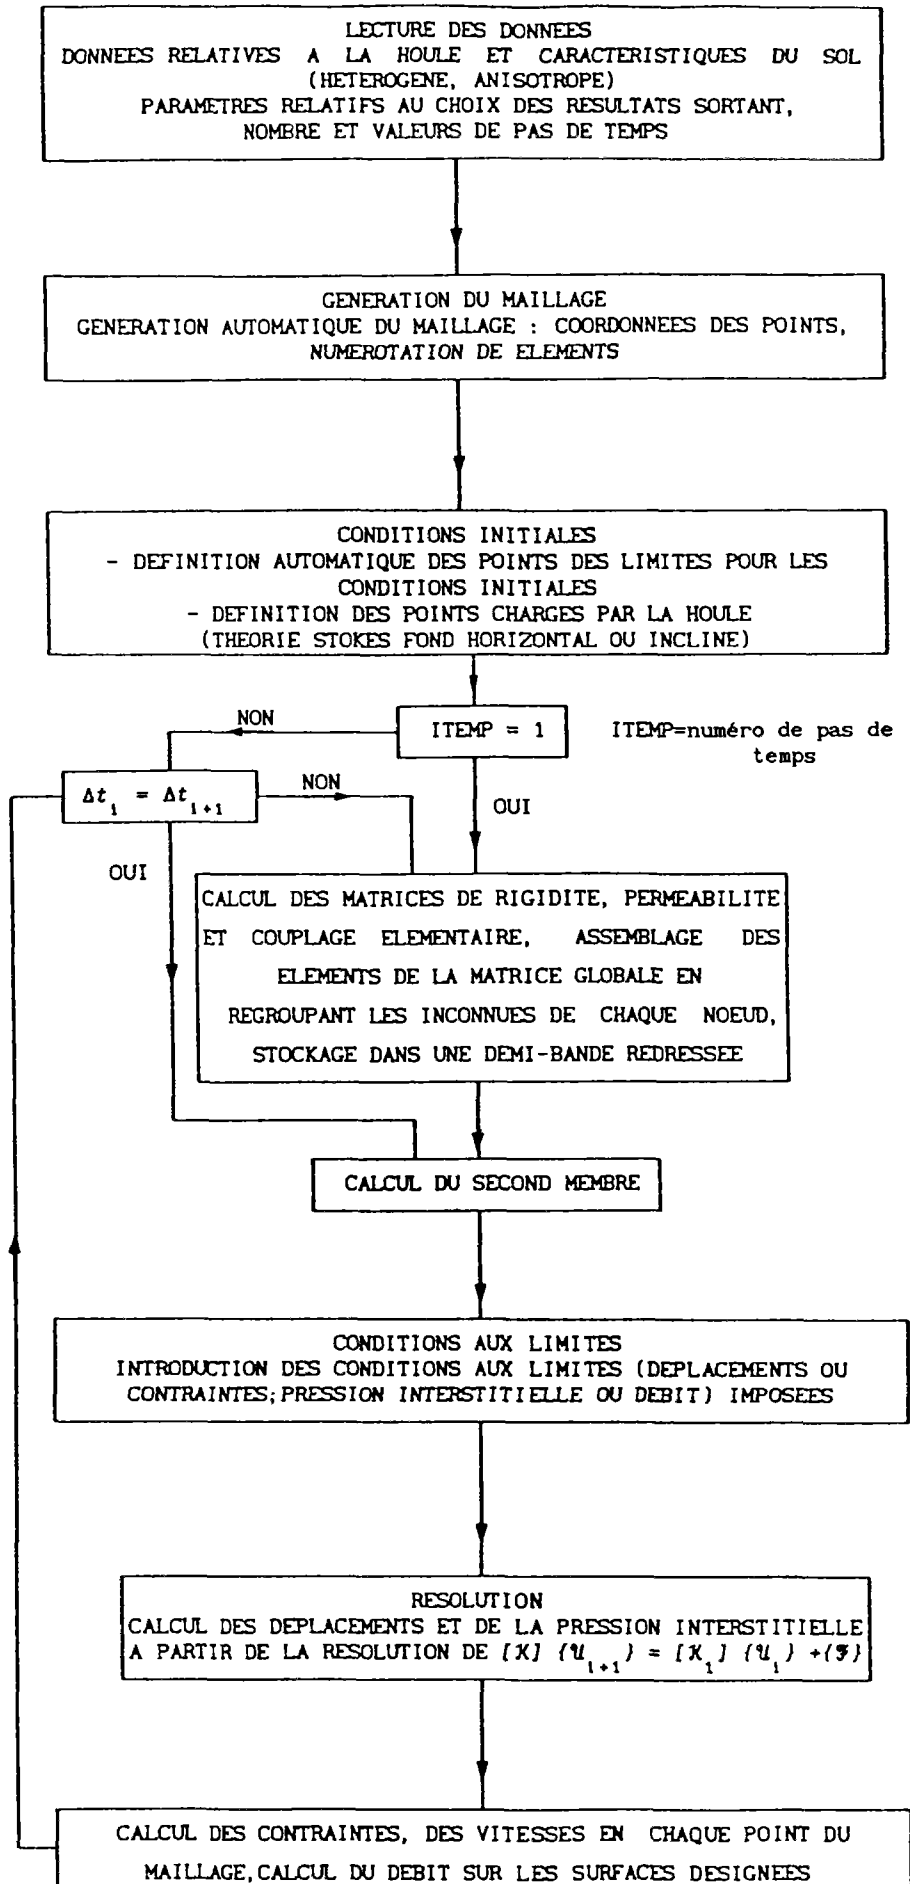 LECTURE DES DONNEES
DONNEES RELATIVES A LA HOULE ET CARACTERISTIQUES DU SOL
(HETEROGENE, ANISOTROPE)
PARAMETRES RELATIFS AU CHOIX DES RESULTATS SORTANT,
NOMBRE ET VALEURS DE PAS DE TEMPS
GENERATION DU MAILLAGE
GENERATION AUTOMATIQUE DU MAILLAGE : COORDONNEES DES POINTS,
NUMEROTATION DE ELEMENTS
CONDITIONS INITIALES
- DEFINITION AUTOMATIQUE DES POINTS DES LIMITES POUR LES
CONDITIONS INITIALES
- DEFINITION DES POINTS CHARGES PAR LA HOULE
(THEORIE STOKES FOND HORIZONTAL OU INCLINE)
NON
ITEMP = 1
ITEMP=numéro de pas de
temps
Δt_i = Δt_{i+1}
NON
OUI
OUI
CALCUL DES MATRICES DE RIGIDITE, PERMEABILITE
ET COUPLAGE ELEMENTAIRE, ASSEMBLAGE DES
ELEMENTS DE LA MATRICE GLOBALE EN
REGROUPANT LES INCONNUES DE CHAQUE NOEUD,
STOCKAGE DANS UNE DEMI-BANDE REDRESSEE
CALCUL DU SECOND MEMBRE
CONDITIONS AUX LIMITES
INTRODUCTION DES CONDITIONS AUX LIMITES (DEPLACEMENTS OU
CONTRAINTES;PRESSION INTERSTITIELLE OU DEBIT) IMPOSEES
RESOLUTION
CALCUL DES DEPLACEMENTS ET DE LA PRESSION INTERSTITIELLE
A PARTIR DE LA RESOLUTION DE [K] {U_{i+1}} = [K_1] {U_i} +{F}
CALCUL DES CONTRAINTES, DES VITESSES EN CHAQUE POINT DU
MAILLAGE,CALCUL DU DEBIT SUR LES SURFACES DESIGNEES